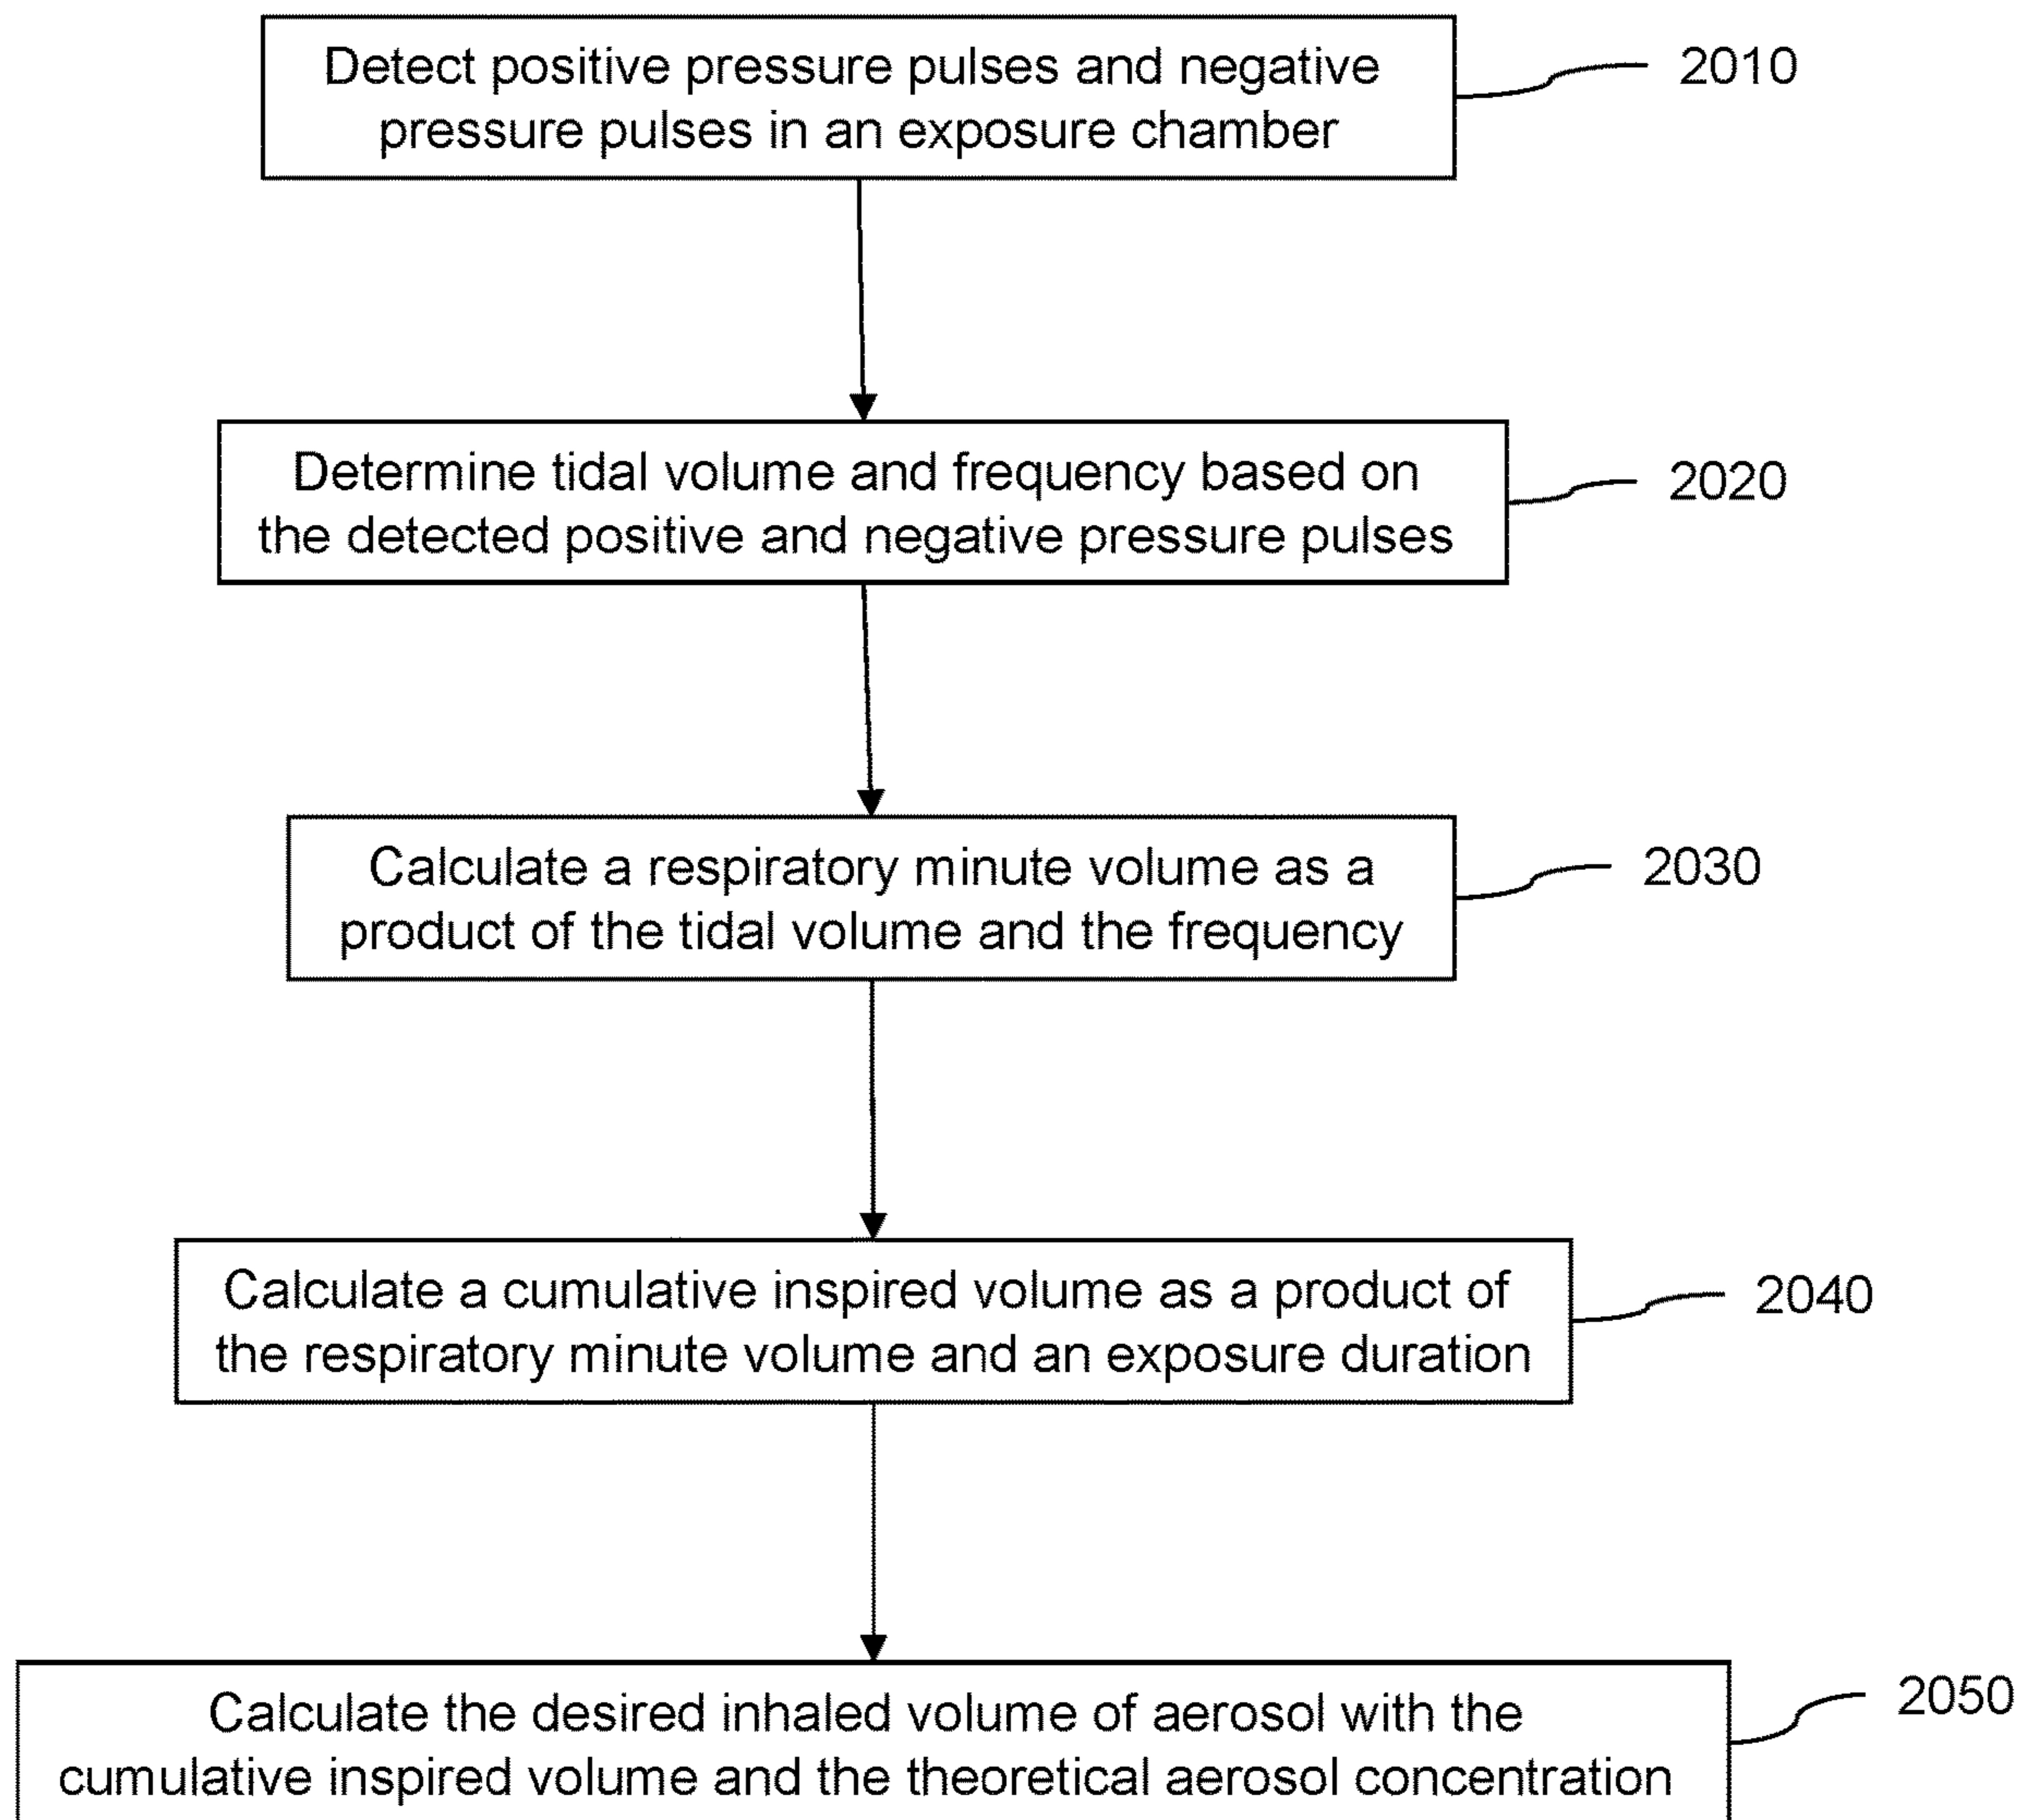 Detect positive pressure pulses and negative
pressure pulses in an exposure chamber
2010
Determine tidal volume and frequency based on
the detected positive and negative pressure pulses
2020
Calculate a respiratory minute volume as a
product of the tidal volume and the frequency
2030
Calculate a cumulative inspired volume as a product of
the respiratory minute volume and an exposure duration
2040
Calculate the desired inhaled volume of aerosol with the
cumulative inspired volume and the theoretical aerosol concentration
2050